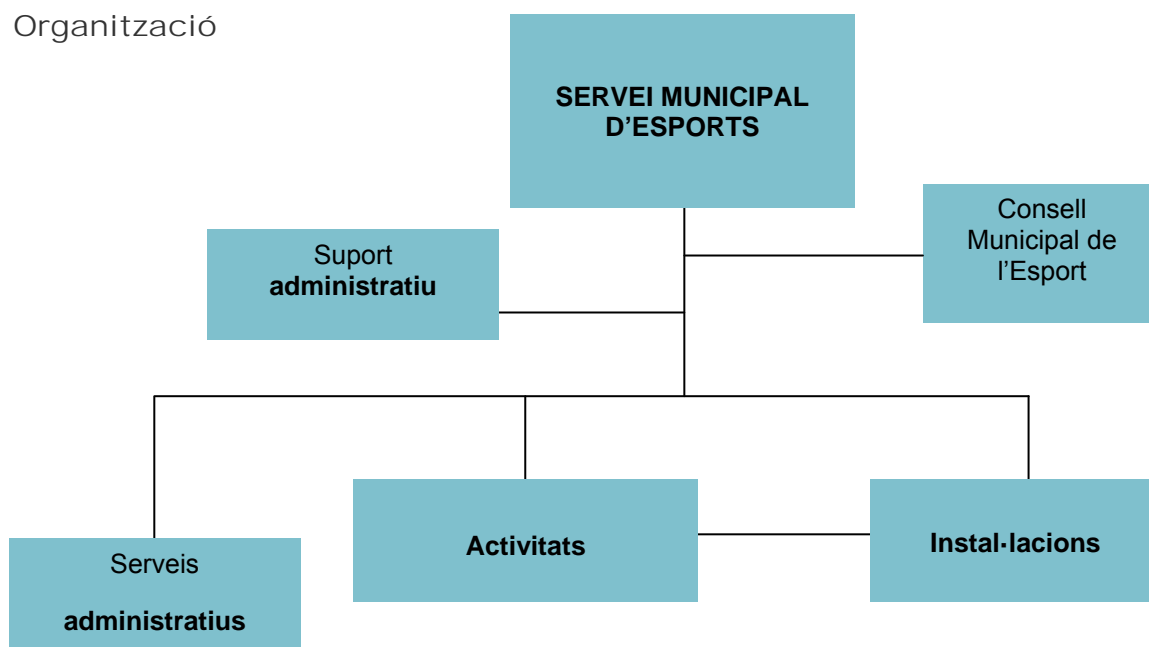 Organització
SERVEI MUNICIPAL
D’ESPORTS
Consell
Municipal de
l’Esport
Suport
administratiu
Activitats
Instal·lacions
Serveis
administratius